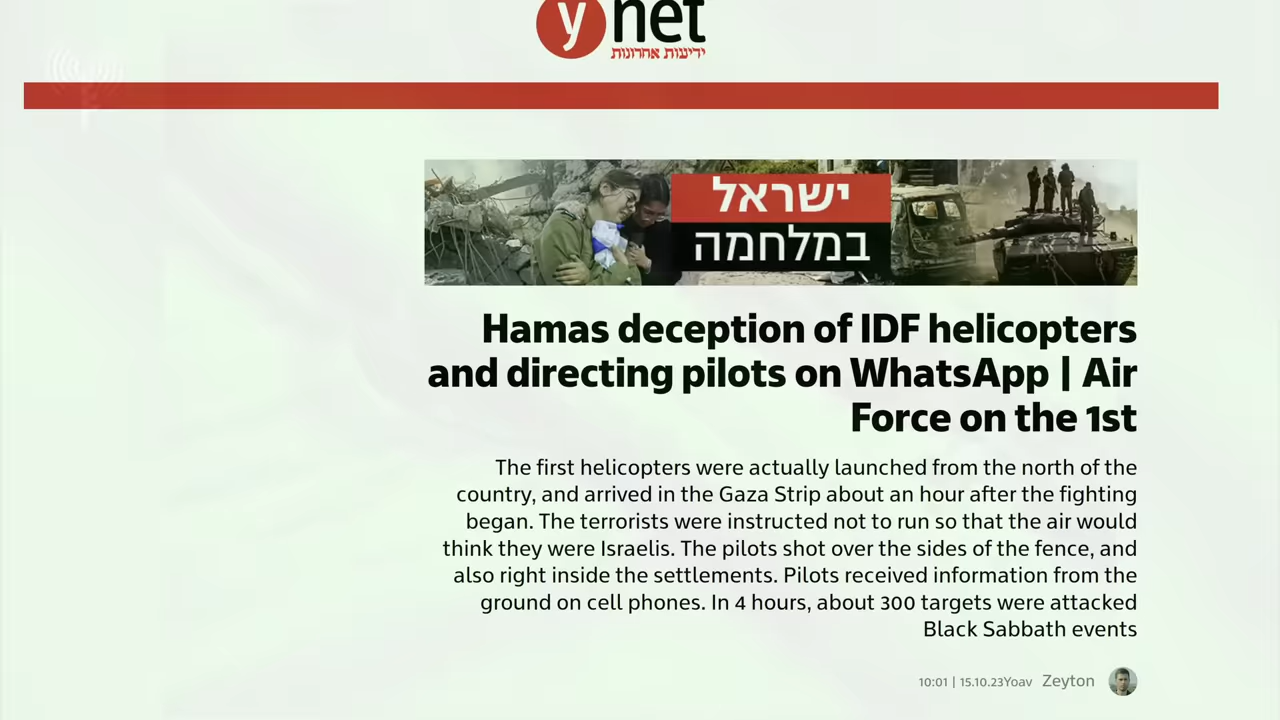 ynet
ידיעות אחרונות
ישראל
במלחמה
Hamas deception of IDF helicopters
and directing pilots on WhatsApp | Air
Force on the 1st
The first helicopters were actually launched from the north of the
country, and arrived in the Gaza Strip about an hour after the fighting
began. The terrorists were instructed not to run so that the air would
think they were Israelis. The pilots shot over the sides of the fence, and
also right inside the settlements. Pilots received information from the
ground on cell phones. In 4 hours, about 300 targets were attacked
Black Sabbath events
10:01 | 15.10.23Yoav Zeyton